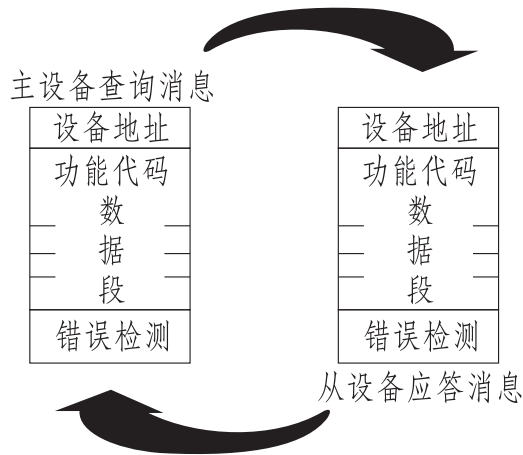 主设备查询消息
设备地址
功能代码
数
据
段
错误检测
设备地址
功能代码
数
据
段
错误检测
从设备应答消息